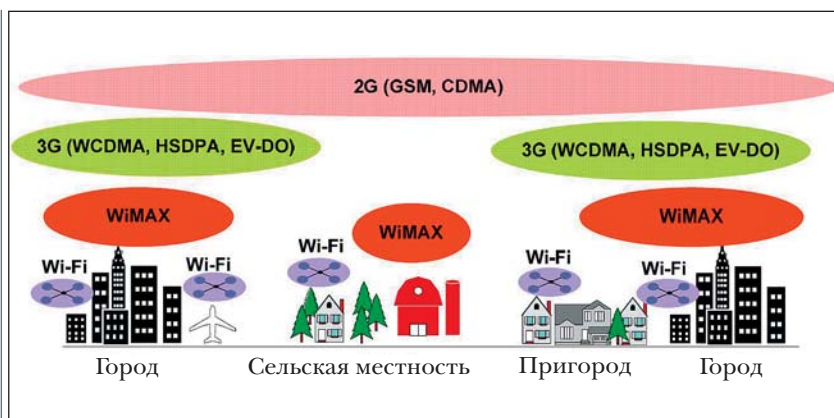 2G (GSM, CDMA)
3G (WCDMA, HSDPA, EV-DO)
3G (WCDMA, HSDPA, EV-DO)
WiMAX
WiMAX
WiMAX
Wi-Fi
Wi-Fi
Wi-Fi
Wi-Fi
Wi-Fi
Город
Сельская местность
Пригород
Город